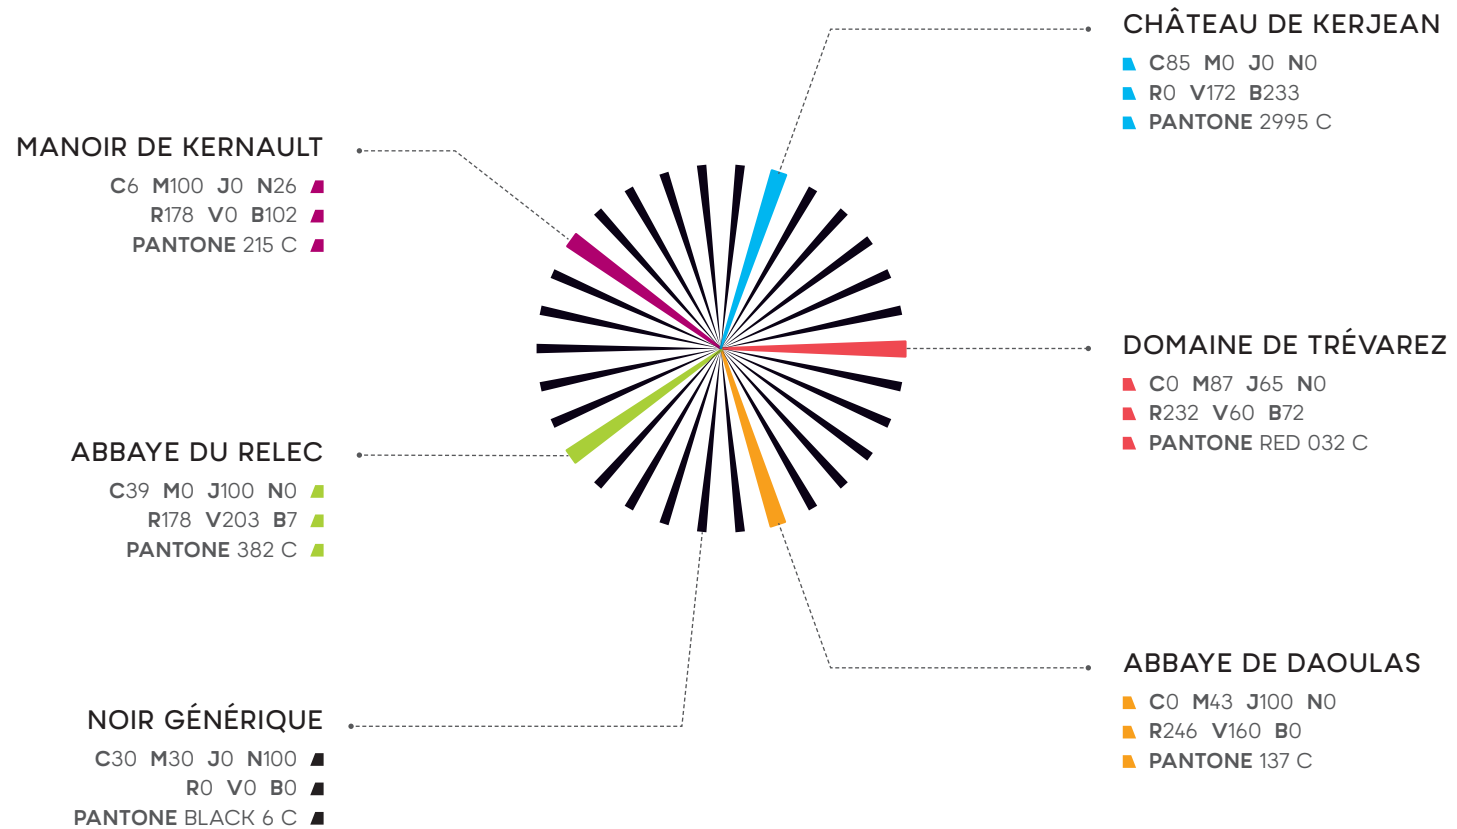 CHÂTEAU DE KERJEAN
C85 M0 J0 N0
R0 V172 B233
PANTONE 2995 C
MANOIR DE KERNAULT
C6 M100 J0 N26
R178 V0 B102
PANTONE 215 C
DOMAINE DE TRÉVAREZ
C0 M87 J65 N0
R232 V60 B72
PANTONE RED 032 C
ABBAYE DU RELEC
C39 M0 J100 N0
R178 V203 B7
PANTONE 382 C
ABBAYE DE DAOULAS
C0 M43 J100 N0
R246 V160 B0
PANTONE 137 C
NOIR GÉNÉRIQUE
C30 M30 J0 N100
R0 V0 B0
PANTONE BLACK 6 C